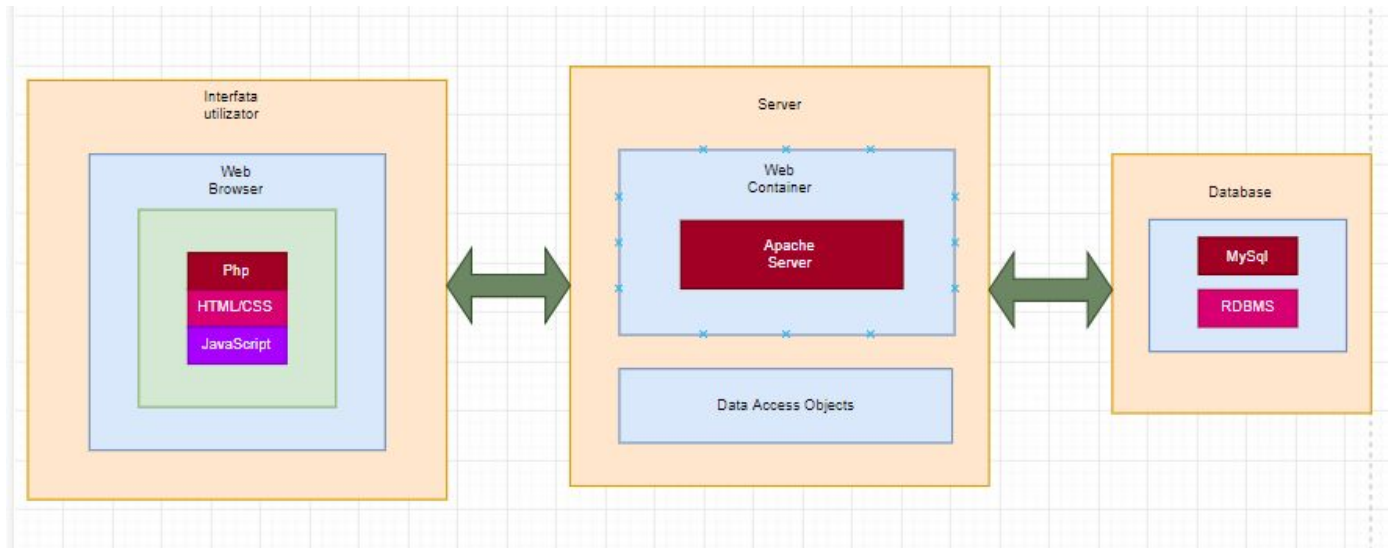 Interfata
utilizator
Web
Browser
Php
HTML/CSS
JavaScript
Server
Web
Container
Apache
Server
Data Access Objects
Database
MySql
RDBMS